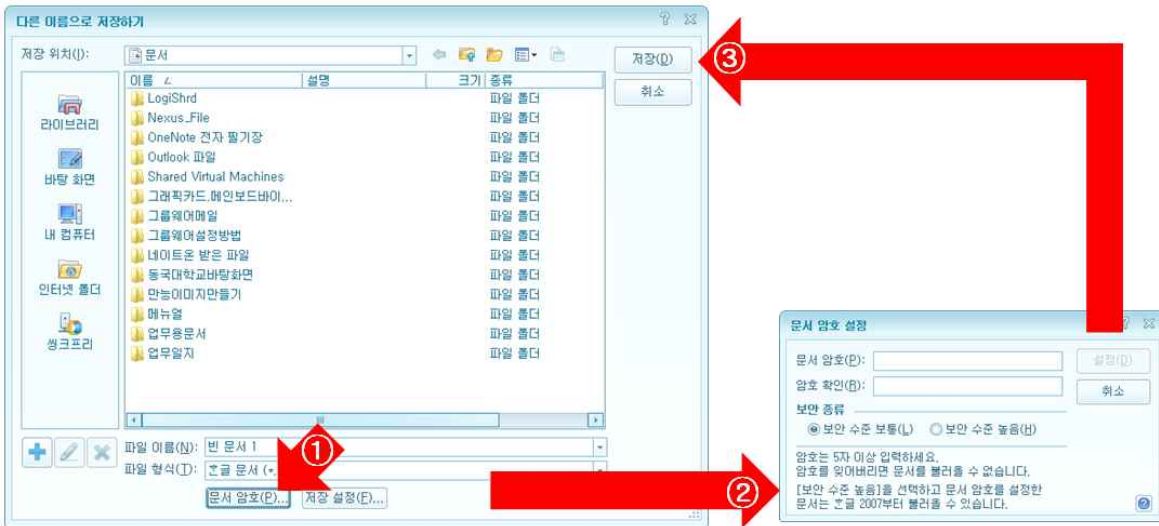 다른 이름으로 저장하기
저장 위치(I): 문서
저장(D)
취소
이름 설명 크기 종류
LogiShrd 파일 폴더
Nexus_File 파일 폴더
OneNote 전자 필기장 파일 폴더
Outlook 파일 파일 폴더
Shared Virtual Machines 파일 폴더
그래픽카드,메인보드바이... 파일 폴더
그룹웨어메일 파일 폴더
그룹웨어설정방법 파일 폴더
네이트온 받은 파일 파일 폴더
동국대학교바탕화면 파일 폴더
만능이미지만들기 파일 폴더
메뉴얼 파일 폴더
업무용문서 파일 폴더
업무일지 파일 폴더
라이브러리
바탕 화면
내 컴퓨터
인터넷 폴더
씽크프리
파일 이름(N): 빈 문서 1
파일 형식(T): 한글 문서 (*.
문서 암호(P)... 저장 설정(F)...
①
②
③
문서 암호 설정
문서 암호(P): 설정(D)
암호 확인(R): 취소
보안 종류
보안 수준 보통(L) 보안 수준 높음(H)
암호는 5자 이상 입력하세요.
암호를 잊어버리면 문서를 불러올 수 없습니다.
[보안 수준 높음]을 선택하고 문서 암호를 설정한
문서는 한글 2007부터 불러올 수 있습니다.